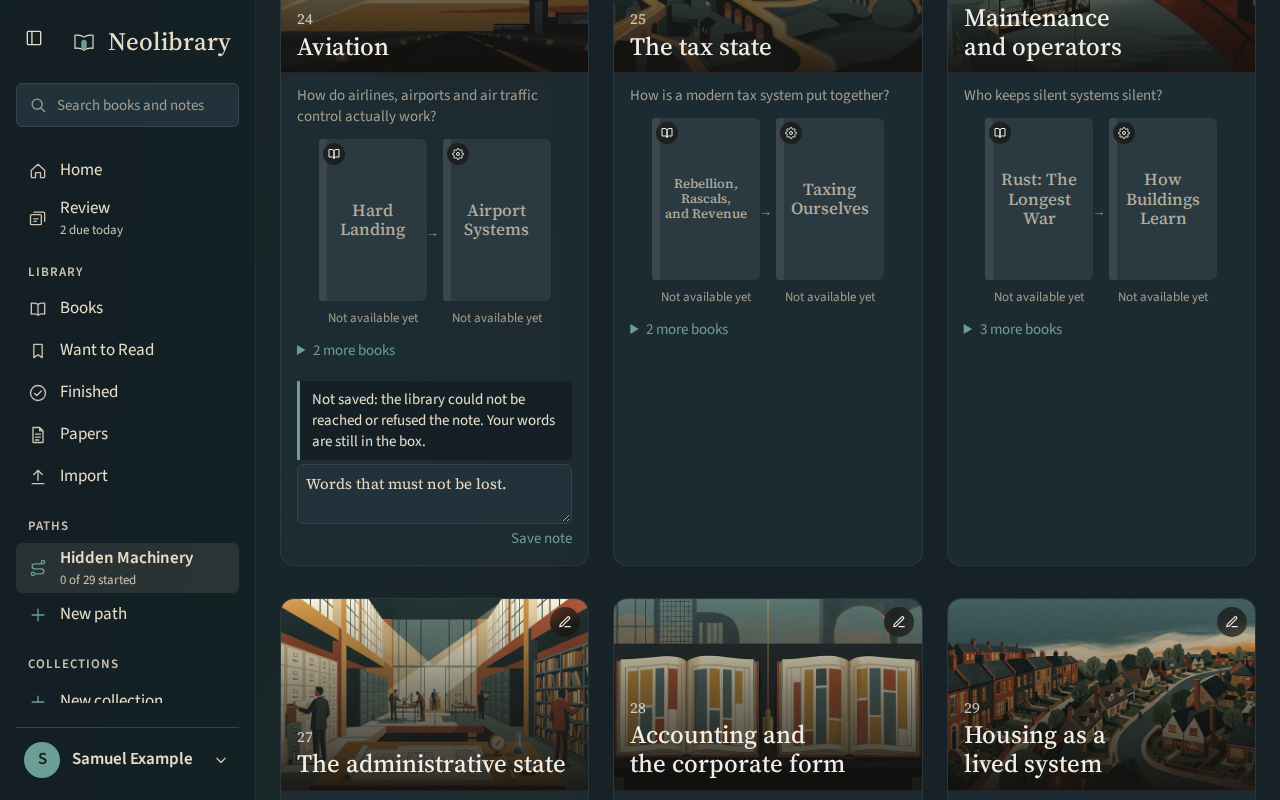 Neolibrary
Search books and notes
Home
Review
2 due today
LIBRARY
Books
Want to Read
Finished
Papers
Import
PATHS
Hidden Machinery
0 of 29 started
New path
COLLECTIONS
New collection
S
Samuel Example
24
Aviation
How do airlines, airports and air traffic
control actually work?
Hard
Landing
→
Airport
Systems
Not available yet
Not available yet
2 more books
Not saved: the library could not be
reached or refused the note. Your words
are still in the box.
Words that must not be lost.
Save note
25
The tax state
How is a modern tax system put together?
Rebellion,
Rascals,
and Revenue
→
Taxing
Ourselves
Not available yet
Not available yet
2 more books
Maintenance
and operators
Who keeps silent systems silent?
Rust: The
Longest
War
→
How
Buildings
Learn
Not available yet
Not available yet
3 more books
27
The administrative state
28
Accounting and
the corporate form
29
Housing as a
lived system